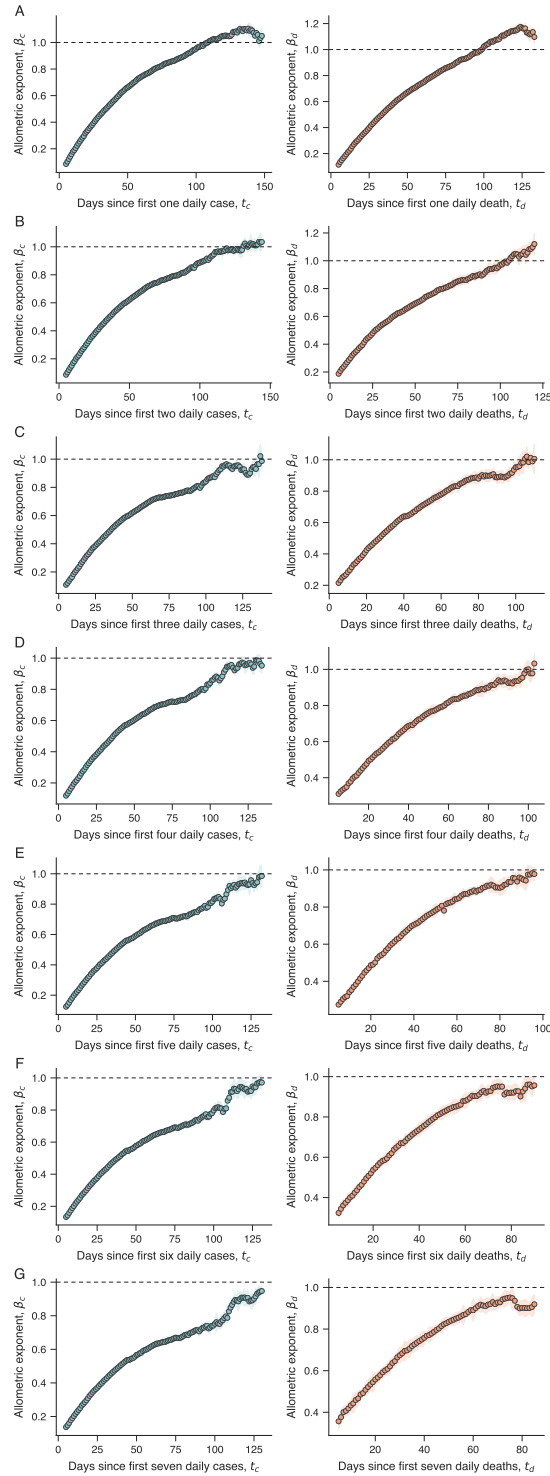 A
Allometric exponent, βc
1.0
0.8
0.6
0.4
0.2
0 50 100 150
Days since first one daily case, tc
Allometric exponent, βd
1.2
1.0
0.8
0.6
0.4
0.2
0 25 50 75 100 125
Days since first one daily death, td
B
Allometric exponent, βc
1.0
0.8
0.6
0.4
0.2
0 50 100 150
Days since first two daily cases, tc
Allometric exponent, βd
1.2
1.0
0.8
0.6
0.4
0.2
0 25 50 75 100 125
Days since first two daily deaths, td
C
Allometric exponent, βc
1.0
0.8
0.6
0.4
0.2
0 25 50 75 100 125
Days since first three daily cases, tc
Allometric exponent, βd
1.0
0.8
0.6
0.4
0.2
0 20 40 60 80 100
Days since first three daily deaths, td
D
Allometric exponent, βc
1.0
0.8
0.6
0.4
0.2
0 25 50 75 100 125
Days since first four daily cases, tc
Allometric exponent, βd
1.0
0.8
0.6
0.4
20 40 60 80 100
Days since first four daily deaths, td
E
Allometric exponent, βc
1.0
0.8
0.6
0.4
0.2
0 25 50 75 100 125
Days since first five daily cases, tc
Allometric exponent, βd
1.0
0.8
0.6
0.4
20 40 60 80 100
Days since first five daily deaths, td
F
Allometric exponent, βc
1.0
0.8
0.6
0.4
0.2
0 25 50 75 100 125
Days since first six daily cases, tc
Allometric exponent, βd
1.0
0.8
0.6
0.4
20 40 60 80
Days since first six daily deaths, td
G
Allometric exponent, βc
1.0
0.8
0.6
0.4
0.2
0 25 50 75 100 125
Days since first seven daily cases, tc
Allometric exponent, βd
1.0
0.8
0.6
0.4
20 40 60 80
Days since first seven daily deaths, td